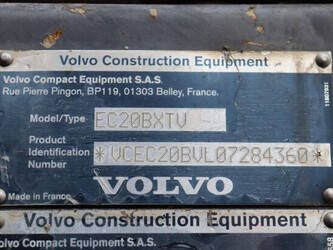 Volvo Construction Equipment
Volvo Compact Equipment S.A.S.
Rue Pierre Pingon, BP119, 01303 Belley, France.
Model/Type
EC20BXTV
Product
Identification
Number
*VCEC20BVL07284360*
VOLVO
Made in France
Volvo Construction Equipment
Volvo Compact Equipment S.A.S.